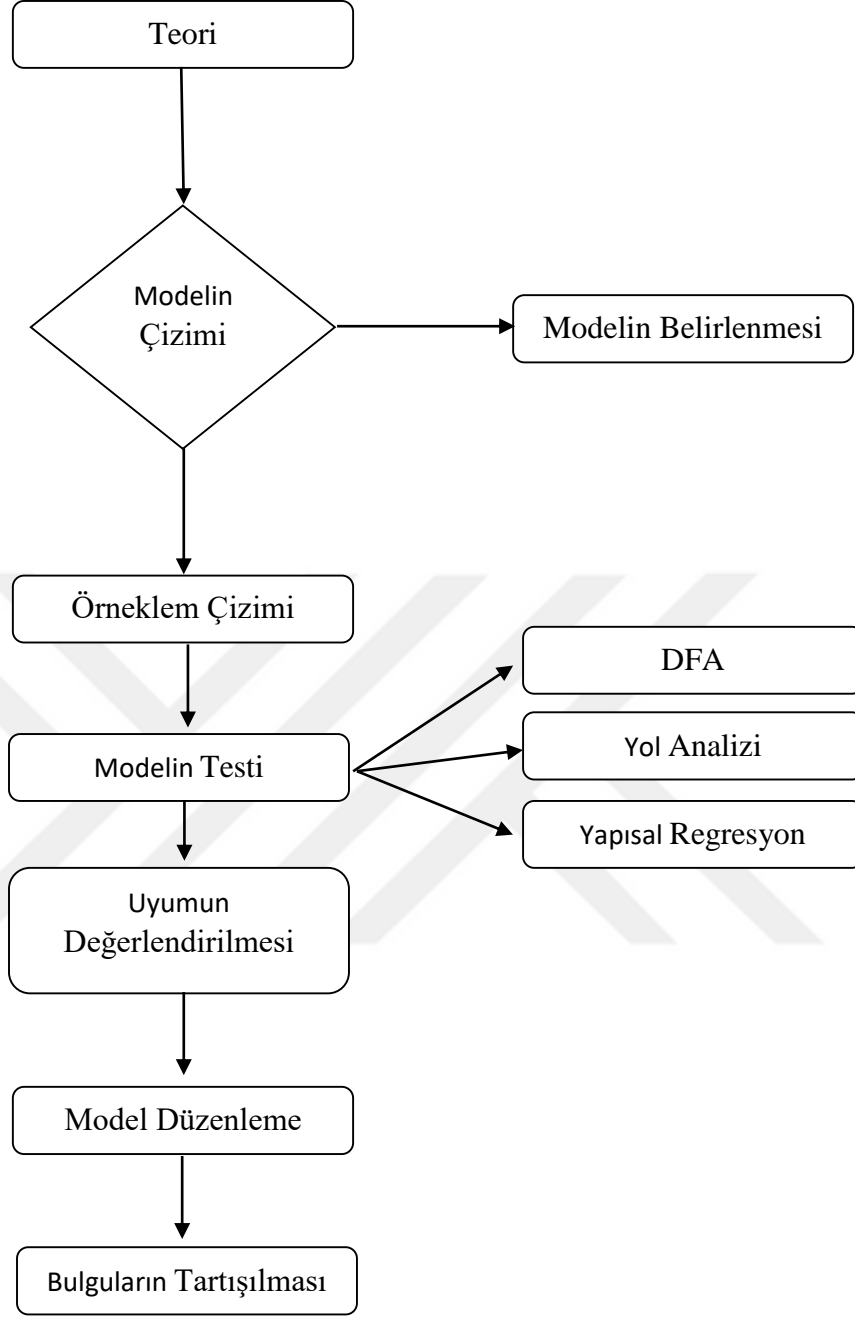 Teori
Modelin
Çizimi
Modelin Belirlenmesi
Örneklem Çizimi
DFA
Modelin Testi
Yol Analizi
Yapısal Regresyon
Uyumun
Değerlendirilmesi
Model Düzenleme
Bulguların Tartışılması